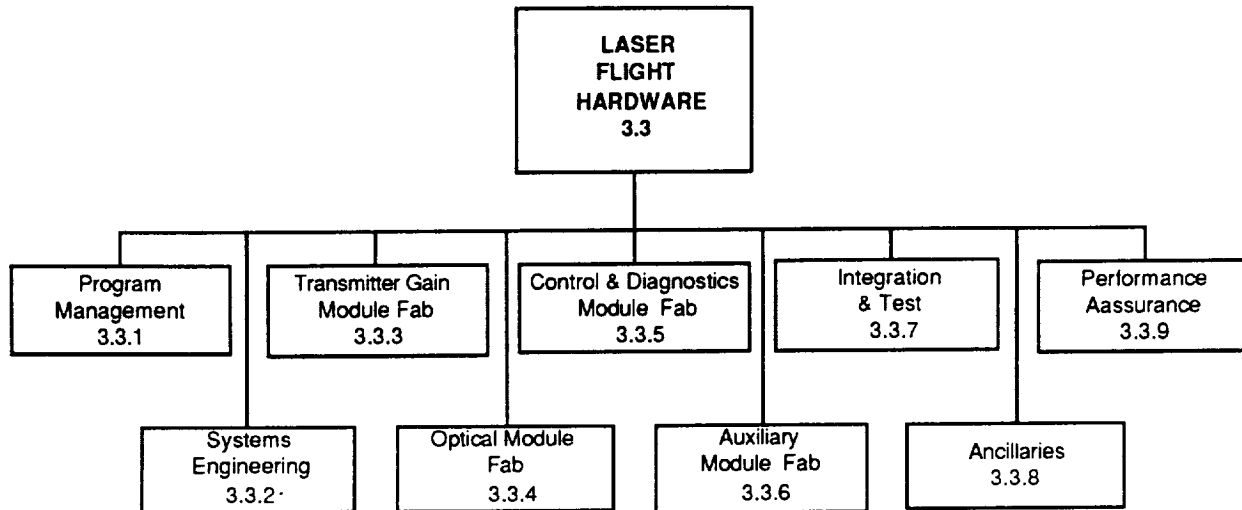 LASER
FLIGHT
HARDWARE
3.3
Program
Management
3.3.1
Transmitter Gain
Module Fab
3.3.3
Control & Diagnostics
Module Fab
3.3.5
Integration
& Test
3.3.7
Performance
Aassurance
3.3.9
Systems
Engineering
3.3.2
Optical Module
Fab
3.3.4
Auxiliary
Module Fab
3.3.6
Ancillaries
3.3.8